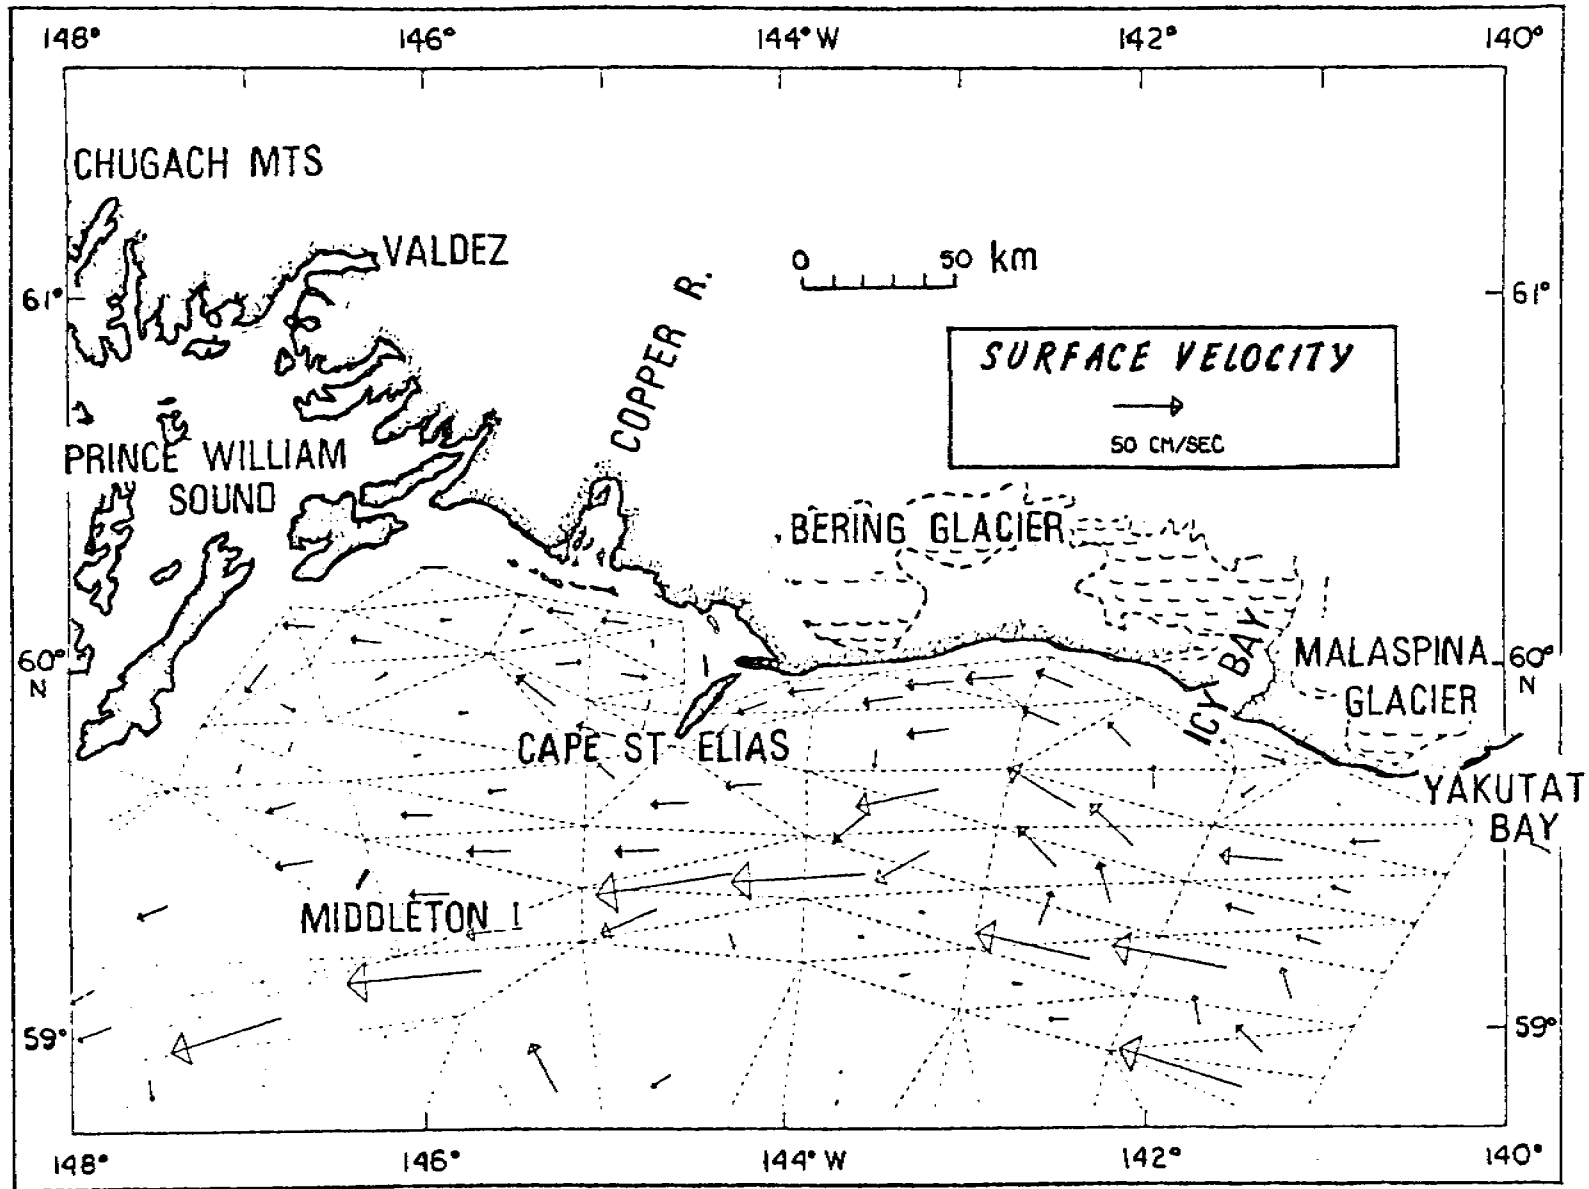 148° 146° 144° W 142° 140°
CHUGACH MTS
VALDEZ
0 50 km
61° 61°
COPPER R.
SURFACE VELOCITY
50 CM/SEC
PRINCE WILLIAM
SOUND
BERING GLACIER
60° 60°
N N
ICY BAY
MALASPINA
GLACIER
CAPE ST ELIAS
YAKUTAT
BAY
MIDDLETON I
59° 59°
148° 146° 144° W 142° 140°